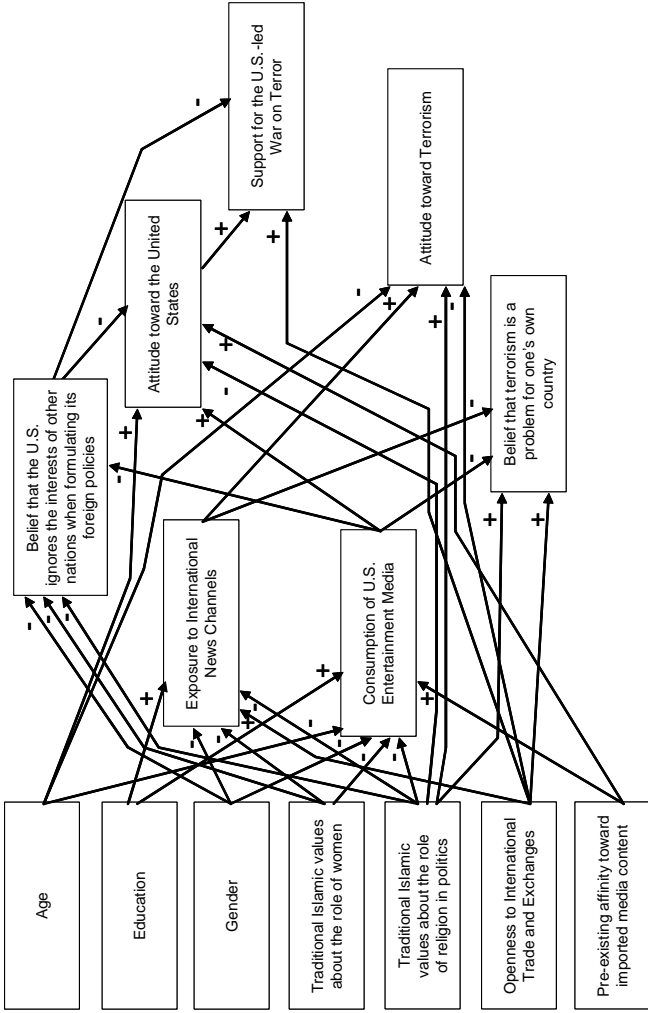 Support for the U.S.-led
War on Terror
-
Attitude toward Terrorism
Attitude toward the United
States
+
+
Belief that terrorism is a
problem for one's own
country
-
-
+
-
+
+
-
+
Belief that the U.S.
ignores the interests of other
nations when formulating its
foreign policies
-
+
-
-
-
Exposure to International
News Channels
Consumption of U.S.
Entertainment Media
+
+
-
-
-
+
+
+
-
-
+
-
-
-
-
-
Age
Education
Gender
Traditional Islamic values
about the role of women
Traditional Islamic
values about the role
of religion in politics
Openness to International
Trade and Exchanges
Pre-existing affinity toward
imported media content